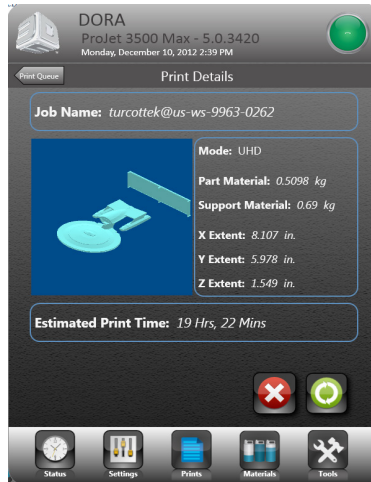 DORA
ProJet 3500 Max - 5.0.3420
Monday, December 10, 2012 2:39 PM
Print Queue
Print Details
Job Name: turcottek@us-ws-9963-0262
Mode: UHD
Part Material: 0.5098 kg
Support Material: 0.69 kg
X Extent: 8.107 in.
Y Extent: 5.978 in.
Z Extent: 1.549 in.
Estimated Print Time: 19 Hrs, 22 Mins
Status Settings Prints Materials Tools